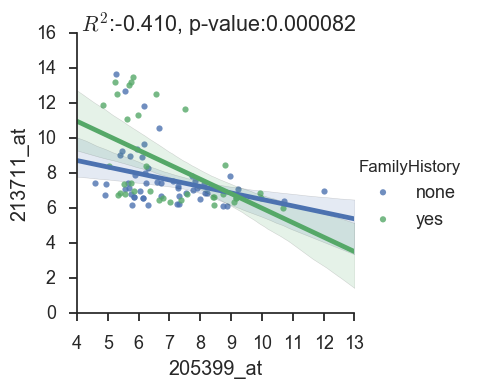 R²:-0.410, p-value:0.000082
16
14
12
10
8
6
4
2
0
213711_at
4 5 6 7 8 9 10 11 12 13
205399_at
FamilyHistory
none
yes